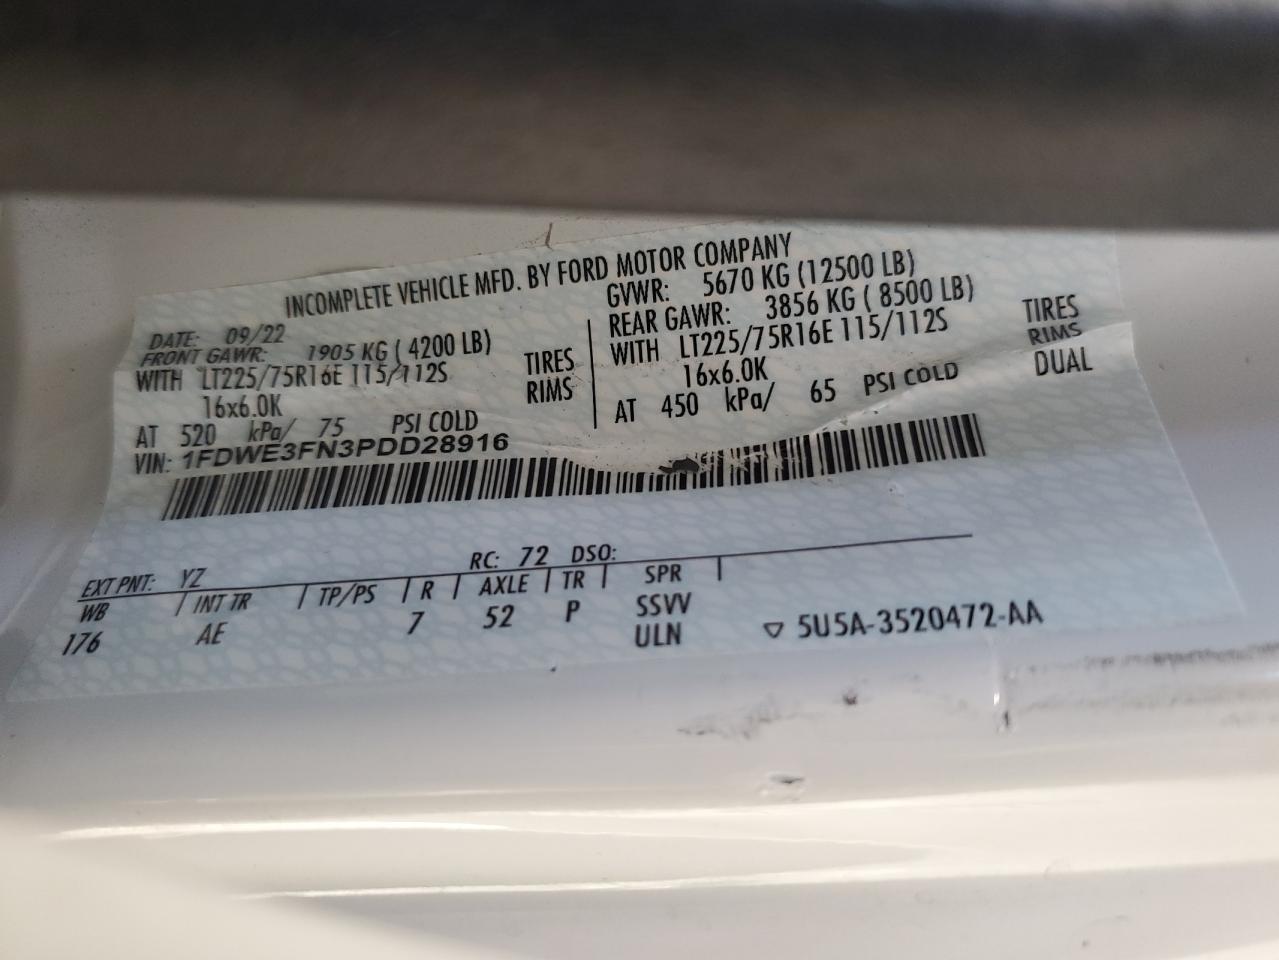 INCOMPLETE VEHICLE MFD. BY FORD MOTOR COMPANY
DATE: 09/22
FRONT GAWR: 1905 KG ( 4200 LB)
WITH LT225/75R16E 115/112S TIRES
16x6.0K RIMS
AT 520 kPa/ 75 PSI COLD
GVWR: 5670 KG (12500 LB)
REAR GAWR: 3856 KG ( 8500 LB)
WITH LT225/75R16E 115/112S TIRES
16x6.0K RIMS
AT 450 kPa/ 65 PSI COLD DUAL
VIN: 1FDWE3FN3PDD28916
EXT PNT: YZ RC: 72 DSO:
WB | INT TR | TP/PS | R | AXLE | TR | SPR |
176 AE 7 52 P SSVV
ULN
▽ 5U5A-3520472-AA